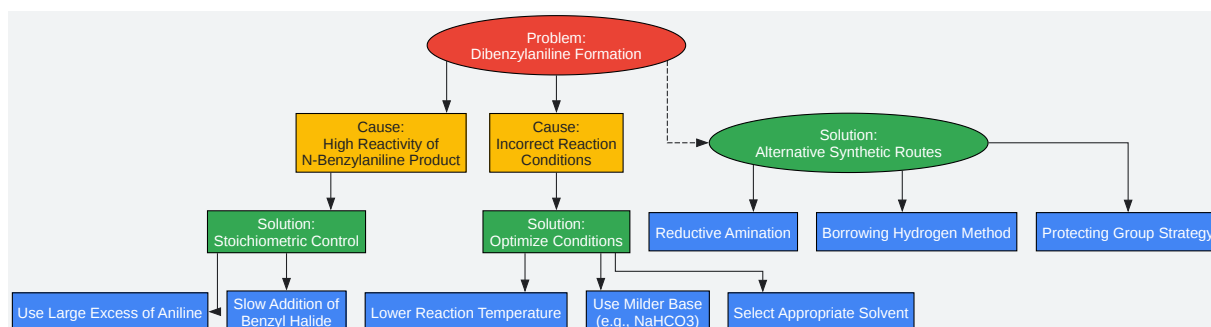 Problem:
Dibenzylaniline Formation
Cause:
High Reactivity of
N-Benzylaniline Product
Cause:
Incorrect Reaction
Conditions
Solution:
Alternative Synthetic Routes
Solution:
Stoichiometric Control
Solution:
Optimize Conditions
Reductive Amination
Borrowing Hydrogen Method
Protecting Group Strategy
Use Large Excess of Aniline
Slow Addition of
Benzyl Halide
Lower Reaction Temperature
Use Milder Base
(e.g., NaHCO3)
Select Appropriate Solvent